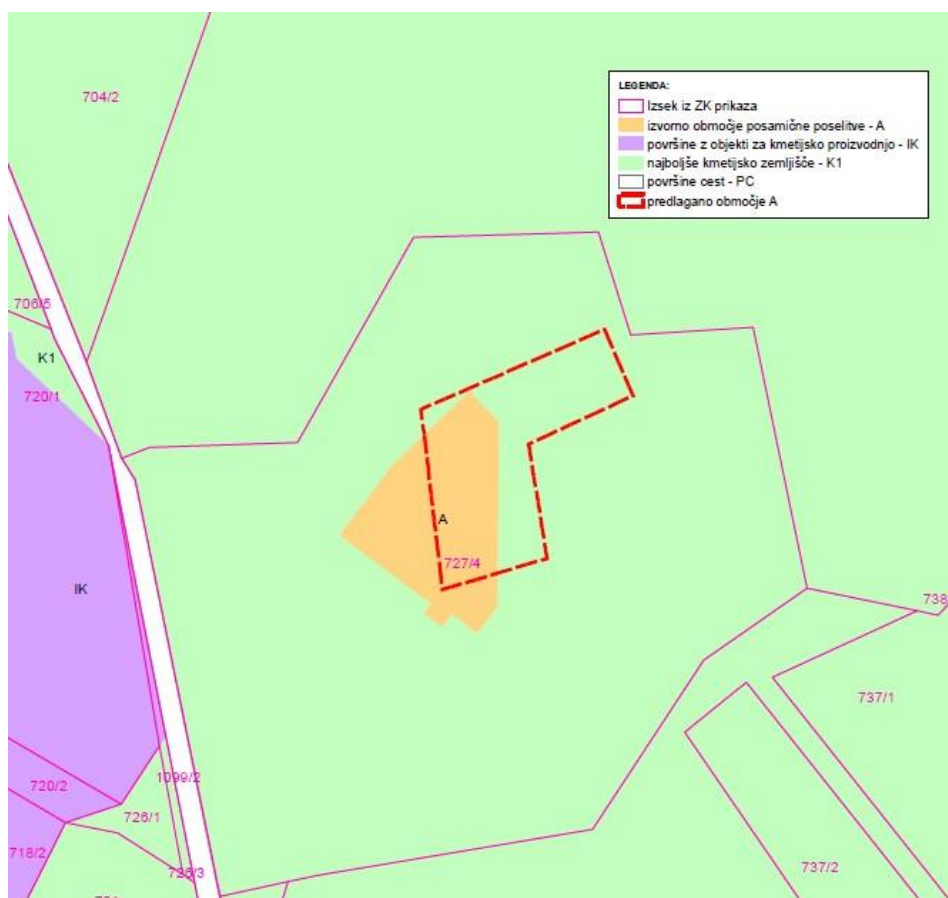 704/2
LEGENDA:
Izsek iz ZK prikaza
izvorno območje posamične poselitve - A
površine z objekti za kmetijsko proizvodnjo - IK
najboljše kmetijsko zemljišče - K1
površine cest - PC
predlagano območje A
706/5
K1
720/1
A
727/4
IK
738
737/1
1099/2
720/2
726/1
718/2
725/3
737/2